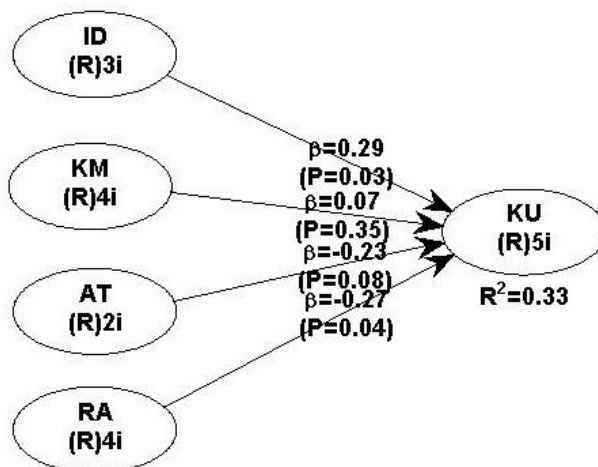 ID
(R)3i
β=0.29
(P=0.03)
KM
(R)4i
β=0.07
(P=0.35)
KU
(R)5i
R²=0.33
AT
(R)2i
β=-0.23
(P=0.08)
RA
(R)4i
β=-0.27
(P=0.04)